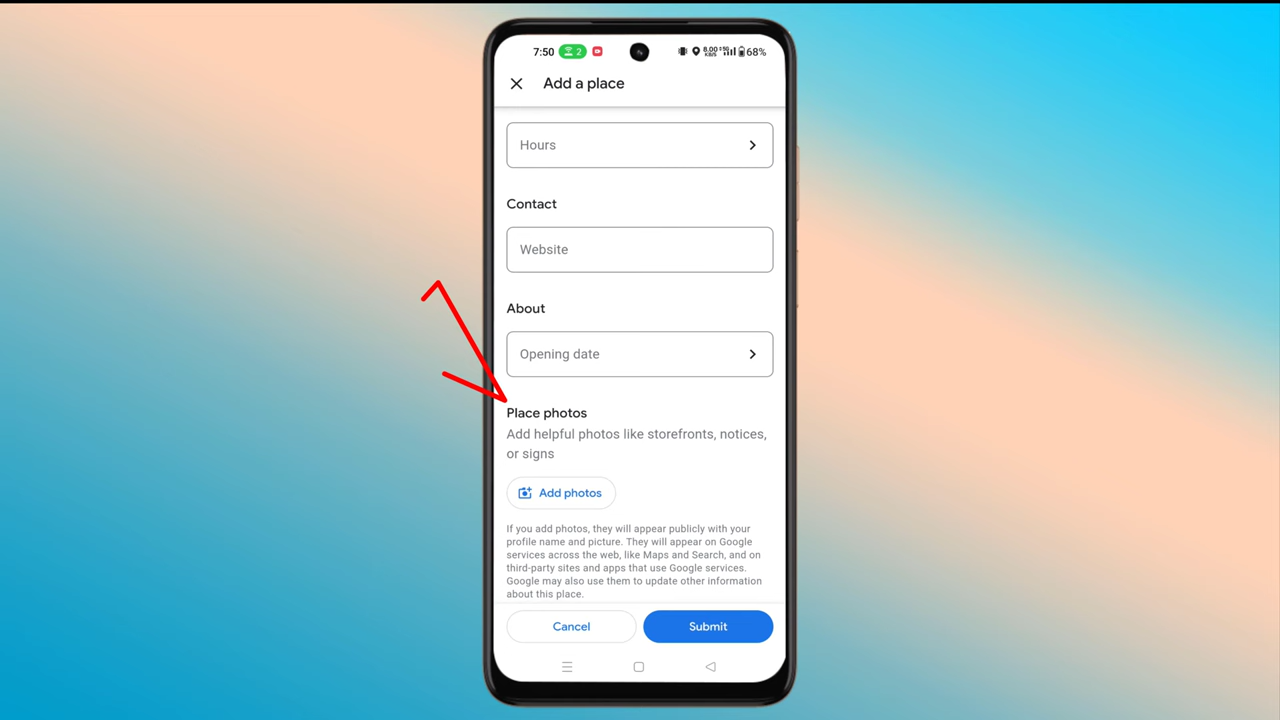 7:50 2 68%
Add a place
Hours
Contact
Website
About
Opening date
Place photos
Add helpful photos like storefronts, notices,
or signs
Add photos
If you add photos, they will appear publicly with your
profile name and picture. They will appear on Google
services across the web, like Maps and Search, and on
third-party sites and apps that use Google services.
Google may also use them to update other information
about this place.
Cancel Submit